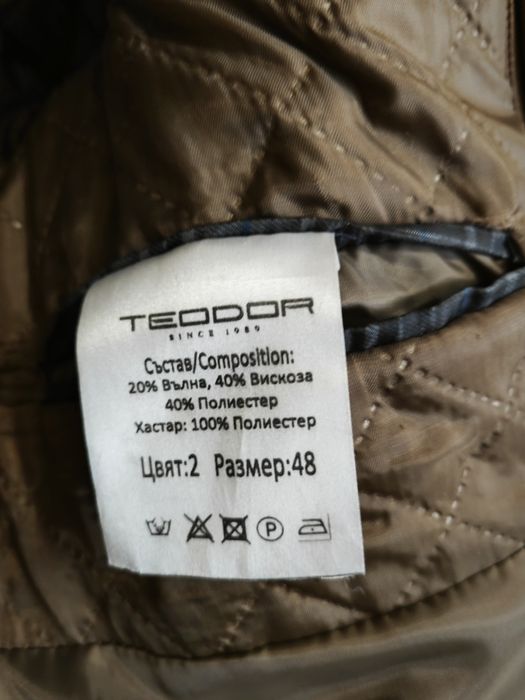 TEODOR
SINCE 1989
Състав/Composition:
20% Вълна, 40% Вискоза
40% Полиестер
Хастар: 100% Полиестер
Цвят:2 Размер:48
P